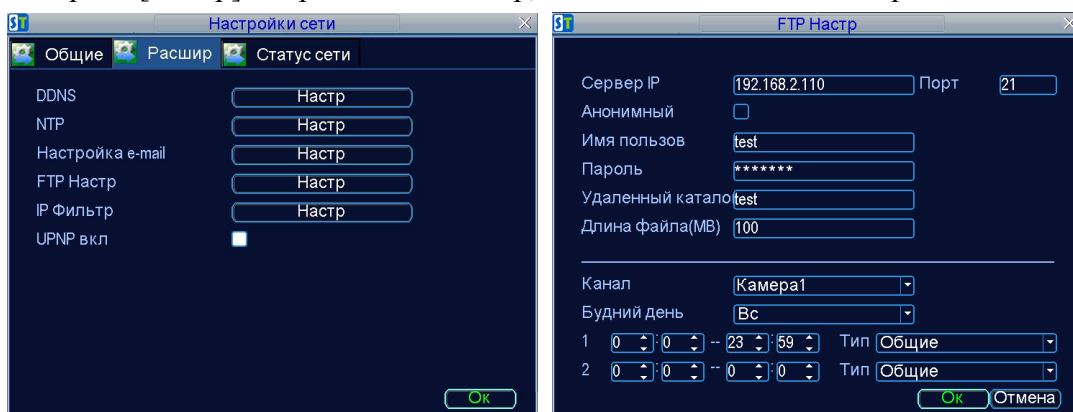 ST Настройки сети
Общие Расшир Статус сети
DDNS Настр
NTP Настр
Настройка e-mail Настр
FTP Настр Настр
IP Фильтр Настр
UPNP вкл
Ок
ST FTP Настр
Сервер IP 192.168.2.110 Порт 21
Анонимный
Имя пользов test
Пароль *******
Удаленный катало test
Длина файла(MB) 100
Канал Камера1
Будний день Вс
1 0 : 0 -- 23 : 59 Тип Общие
2 0 : 0 -- 0 : 0 Тип Общие
Ок Отмена